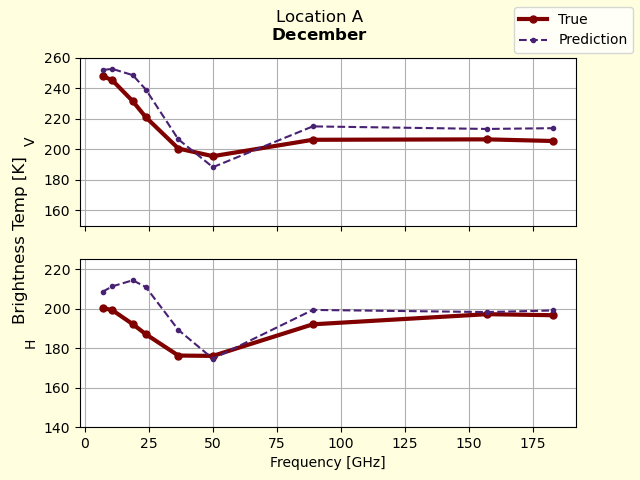 Location A
December
True
Prediction
Brightness Temp [K]
V
260
240
220
200
180
160
H
220
200
180
160
140
0 25 50 75 100 125 150 175
Frequency [GHz]